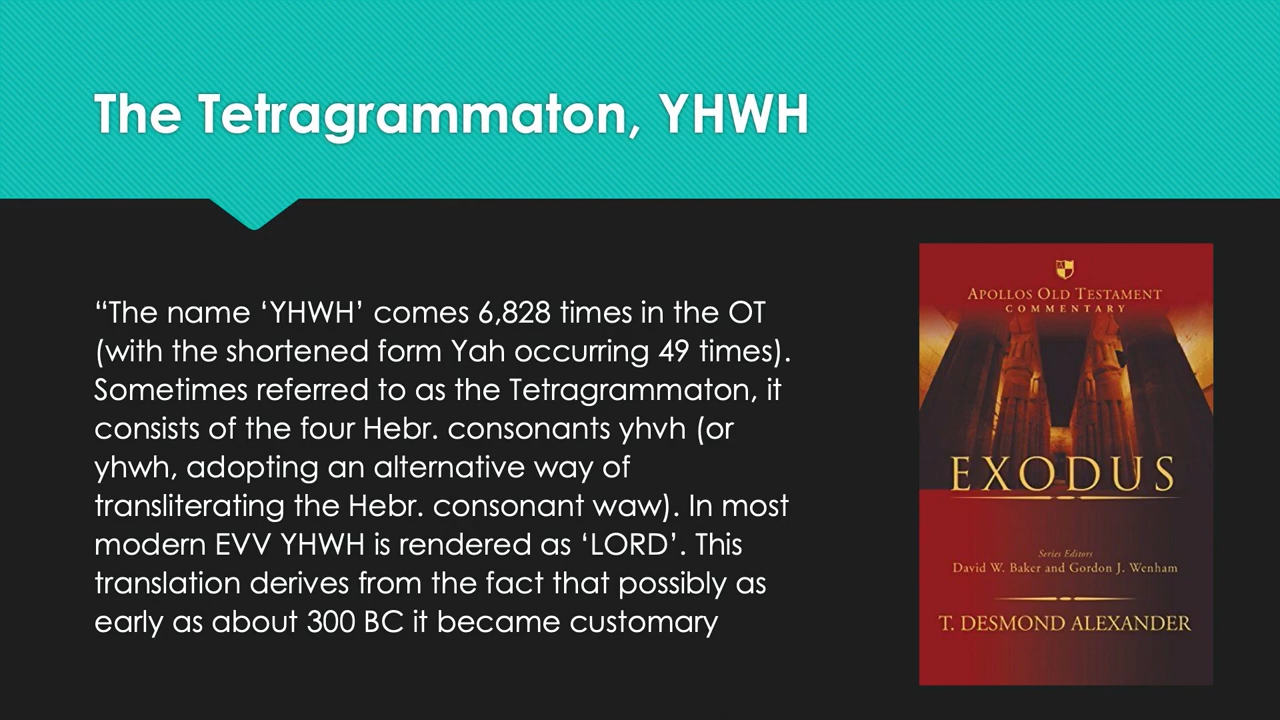 The Tetragrammaton, YHWH
“The name ‘YHWH’ comes 6,828 times in the OT
(with the shortened form Yah occurring 49 times).
Sometimes referred to as the Tetragrammaton, it
consists of the four Hebr. consonants yhvh (or
yhwh, adopting an alternative way of
transliterating the Hebr. consonant waw). In most
modern EVV YHWH is rendered as ‘LORD’. This
translation derives from the fact that possibly as
early as about 300 BC it became customary
APOLLOS OLD TESTAMENT
COMMENTARY
EXODUS
Series Editors
David W. Baker and Gordon J. Wenham
T. DESMOND ALEXANDER